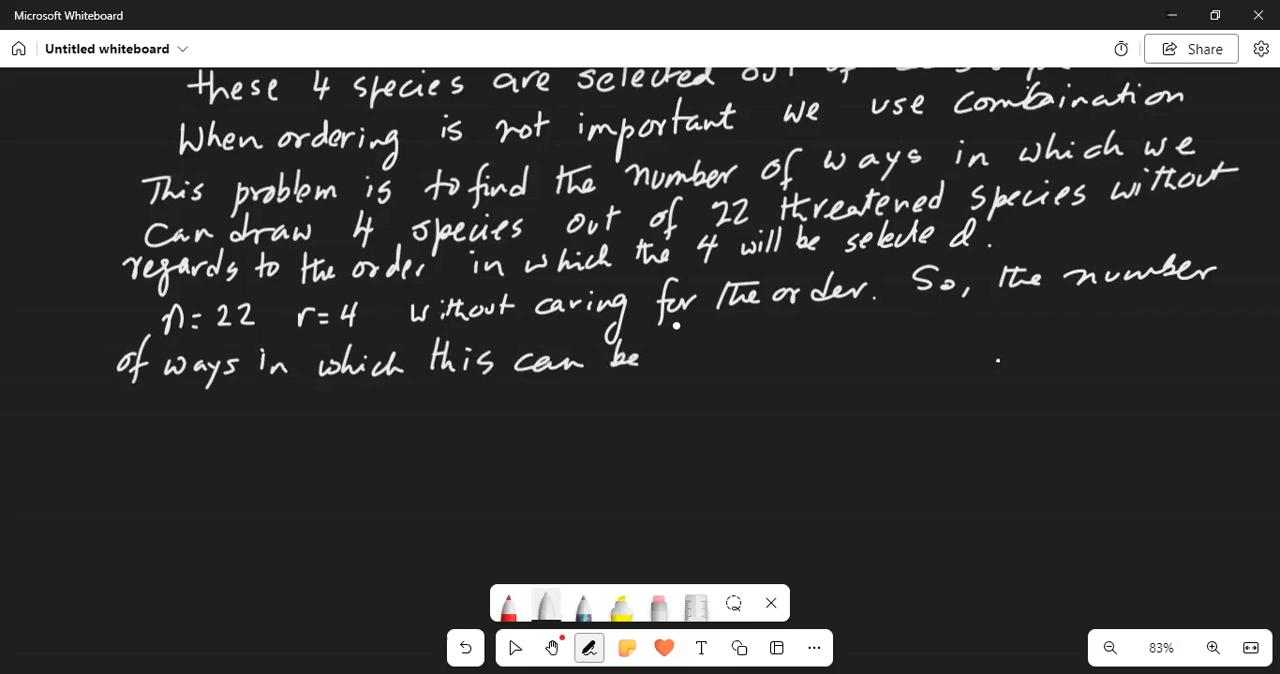 Microsoft Whiteboard
Untitled whiteboard
Share
these 4 species are selected out of
When ordering is not important we use combination
This problem is to find the number of ways in which we
can draw 4 species out of 22 threatened species without
regards to the order in which the 4 will be selected.
n = 22 r = 4 without caring for the order. So, the number
of ways in which this can be
83%